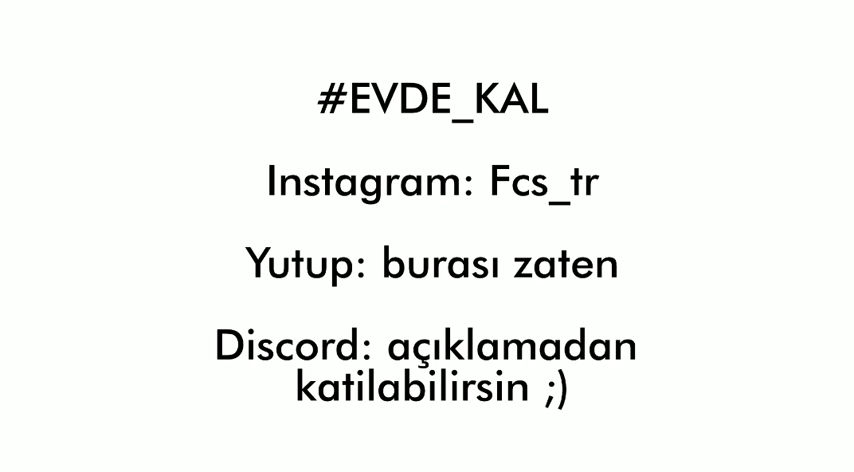 #EVDE_KAL
Instagram: Fcs_tr
Yutup: burası zaten
Discord: açıklamadan
katilabilirsin ;)